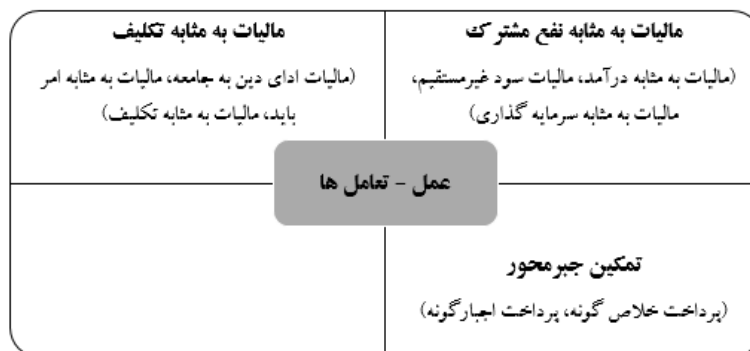 مالیات به مثابه نفع مشترک
(مالیات به مثابه درآمد، مالیات سود غیرمستقیم،
مالیات به مثابه سرمایه گذاری)
مالیات به مثابه تکلیف
(مالیات ادای دین به جامعه، مالیات به مثابه امر
باید، مالیات به مثابه تکلیف)
عمل - تعامل ها
تمکین جبرمحور
(پرداخت خلاص گونه، پرداخت اجبارگونه)